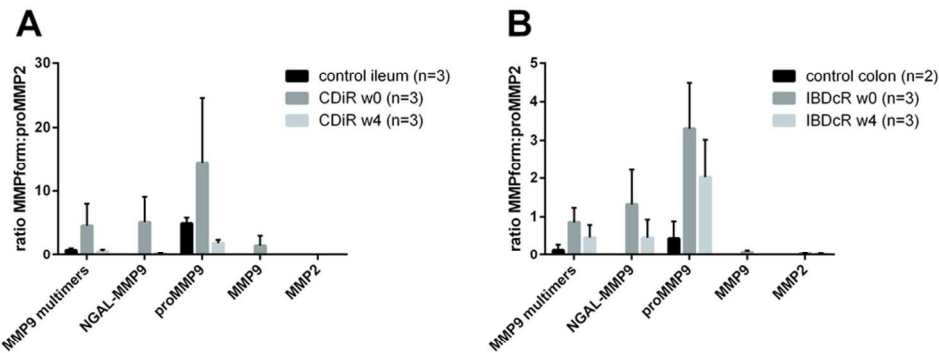 A
ratio MMPform:proMMP2
30
20
10
0
control ileum (n=3)
CDiR w0 (n=3)
CDiR w4 (n=3)
MMP9 multimers
NGAL-MMP9
proMMP9
MMP9
MMP2
B
ratio MMPform:proMMP2
5
4
3
2
1
0
control colon (n=2)
IBDcR w0 (n=3)
IBDcR w4 (n=3)
MMP9 multimers
NGAL-MMP9
proMMP9
MMP9
MMP2